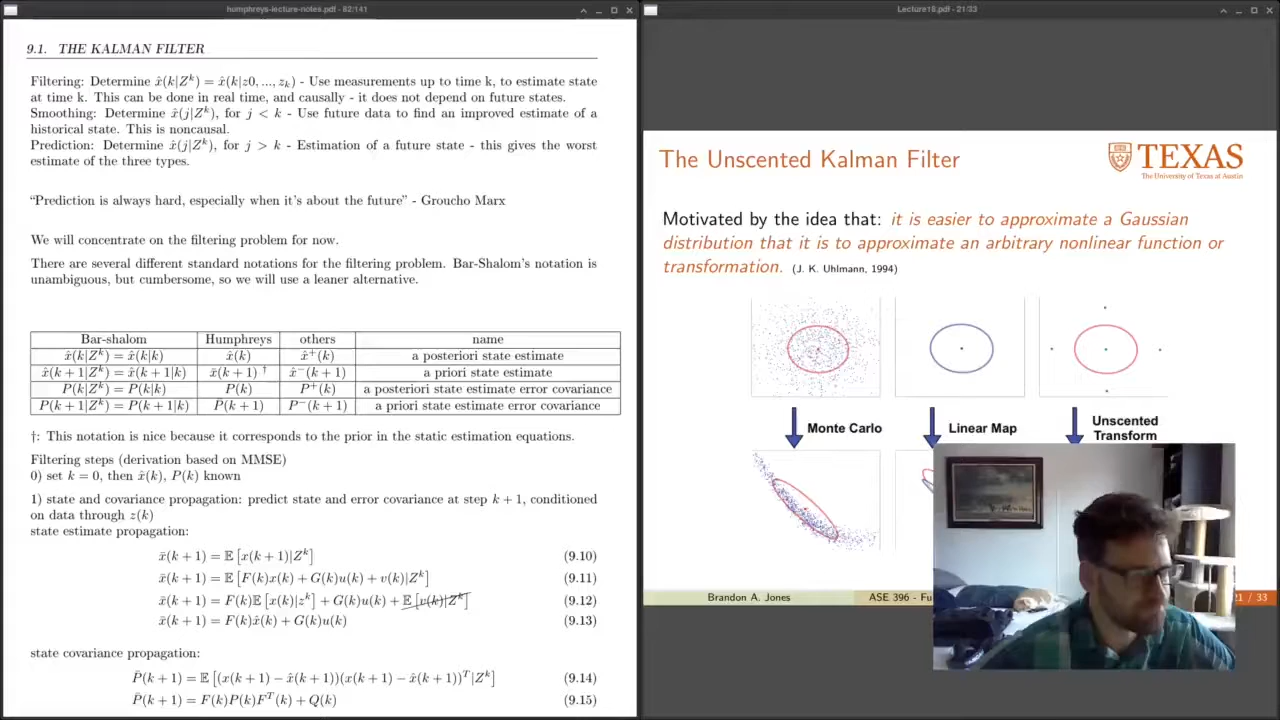 humphreys-lecture-notes.pdf - 82:141
9.1. THE KALMAN FILTER
Filtering: Determine x̂(k|Z^k) = x̂(k|z0, ..., z_k) - Use measurements up to time k, to estimate state
at time k. This can be done in real time, and causally - it does not depend on future states.
Smoothing: Determine x̂(j|Z^k), for j < k - Use future data to find an improved estimate of a
historical state. This is noncausal.
Prediction: Determine x̂(j|Z^k), for j > k - Estimation of a future state - this gives the worst
estimate of the three types.
“Prediction is always hard, especially when it’s about the future” - Groucho Marx
We will concentrate on the filtering problem for now.
There are several different standard notations for the filtering problem. Bar-Shalom’s notation is
unambiguous, but cumbersome, so we will use a leaner alternative.
Bar-shalom Humphreys others name
x̂(k|Z^k) = x̂(k|k) x̂(k) x̂^+(k) a posteriori state estimate
x̂(k+1|Z^k) = x̂(k+1|k) x̄(k+1) † x̂^−(k+1) a priori state estimate
P(k|Z^k) = P(k|k) P(k) P^+(k) a posteriori state estimate error covariance
P(k+1|Z^k) = P(k+1|k) P̄(k+1) P^−(k+1) a priori state estimate error covariance
†: This notation is nice because it corresponds to the prior in the static estimation equations.
Filtering steps (derivation based on MMSE)
0) set k = 0, then x̂(k), P(k) known
1) state and covariance propagation: predict state and error covariance at step k + 1, conditioned
on data through z(k)
state estimate propagation:
x̄(k + 1) = 𝔼 [x(k + 1)|Z^k] (9.10)
x̄(k + 1) = 𝔼 [F(k)x(k) + G(k)u(k) + v(k)|Z^k] (9.11)
x̄(k + 1) = F(k)𝔼 [x(k)|z^k] + G(k)u(k) + 𝔼 [v(k)|Z^k] (9.12)
x̄(k + 1) = F(k)x̂(k) + G(k)u(k) (9.13)
state covariance propagation:
P̄(k + 1) = 𝔼 [(x(k + 1) − x̂(k + 1))(x(k + 1) − x̂(k + 1))^T|Z^k] (9.14)
P̄(k + 1) = F(k)P(k)F^T(k) + Q(k) (9.15)
Lecture18.pdf - 21:33
The Unscented Kalman Filter
TEXAS
The University of Texas at Austin
Motivated by the idea that: it is easier to approximate a Gaussian
distribution that it is to approximate an arbitrary nonlinear function or
transformation. (J. K. Uhlmann, 1994)
Monte Carlo
Linear Map
Unscented
Transform
Brandon A. Jones
ASE 396 - Fu
21 / 33